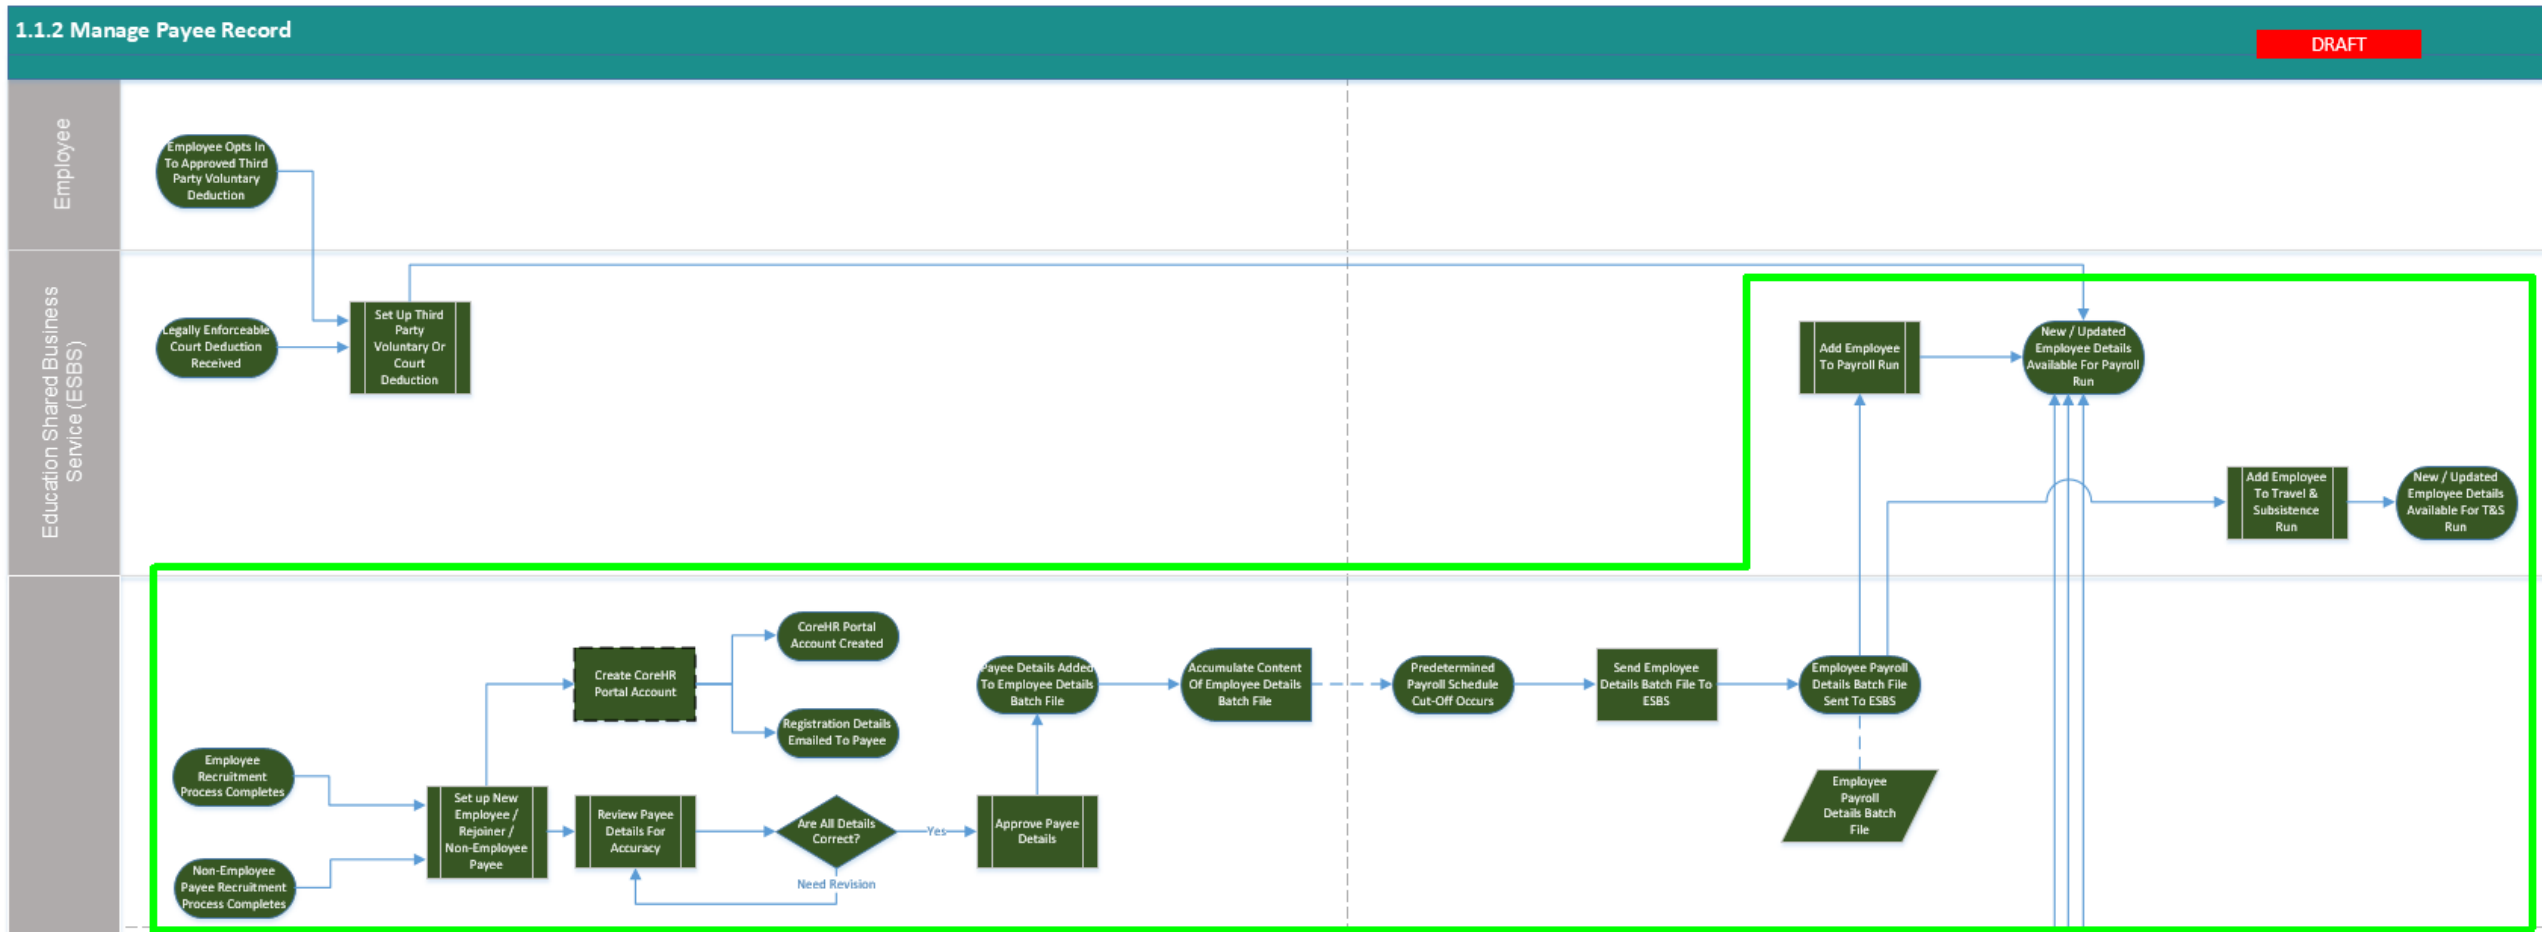 1.1.2 Manage Payee Record
DRAFT
Employee
Employee Opts In
To Approved Third
Party Voluntary
Deduction
Education Shared Business
Service (ESBS)
Legally Enforceable
Court Deduction
Received
Set Up Third
Party
Voluntary Or
Court
Deduction
Add Employee
To Payroll Run
New / Updated
Employee Details
Available For Payroll
Run
Add Employee
To Travel &
Subsistence
Run
New / Updated
Employee Details
Available For T&S
Run
Employee
Recruitment
Process Completes
Non-Employee
Payee Recruitment
Process Completes
Set up New
Employee /
Rejoiner /
Non-Employee
Payee
Create CoreHR
Portal Account
CoreHR Portal
Account Created
Registration Details
Emailed To Payee
Review Payee
Details For
Accuracy
Are All Details
Correct?
Yes
Need Revision
Approve Payee
Details
Payee Details Added
To Employee Details
Batch File
Accumulate Content
Of Employee Details
Batch File
Predetermined
Payroll Schedule
Cut-Off Occurs
Send Employee
Details Batch File To
ESBS
Employee Payroll
Details Batch File
Sent To ESBS
Employee
Payroll
Details Batch
File